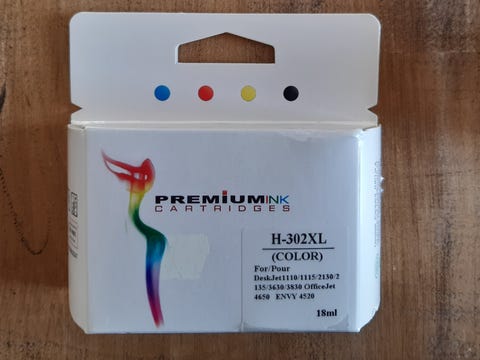 PREMIUMINK
CARTRIDGES
H-302XL
(COLOR)
For/Pour
DeskJet1110/1115/2130/2
135/3630/3830 OfficeJet
4650 ENVY 4520
18ml